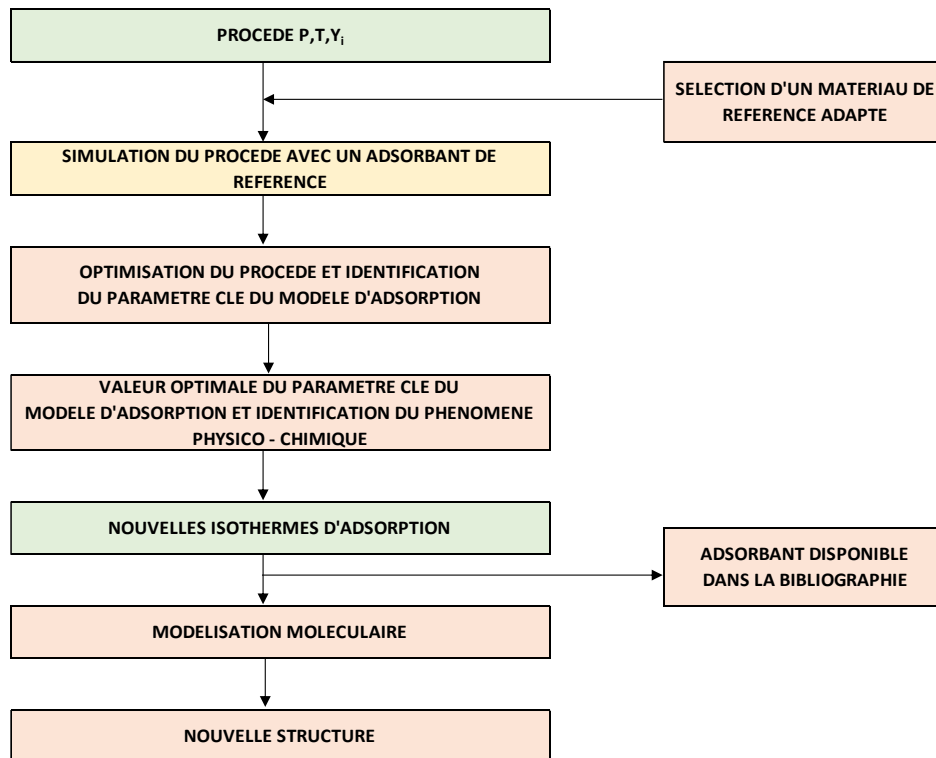 PROCEDE P,T,Yi
SELECTION D'UN MATERIAU DE
REFERENCE ADAPTE
SIMULATION DU PROCEDE AVEC UN ADSORBANT DE
REFERENCE
OPTIMISATION DU PROCEDE ET IDENTIFICATION
DU PARAMETRE CLE DU MODELE D'ADSORPTION
VALEUR OPTIMALE DU PARAMETRE CLE DU
MODELE D'ADSORPTION ET IDENTIFICATION DU PHENOMENE
PHYSICO - CHIMIQUE
NOUVELLES ISOTHERMES D'ADSORPTION
ADSORBANT DISPONIBLE
DANS LA BIBLIOGRAPHIE
MODELISATION MOLECULAIRE
NOUVELLE STRUCTURE